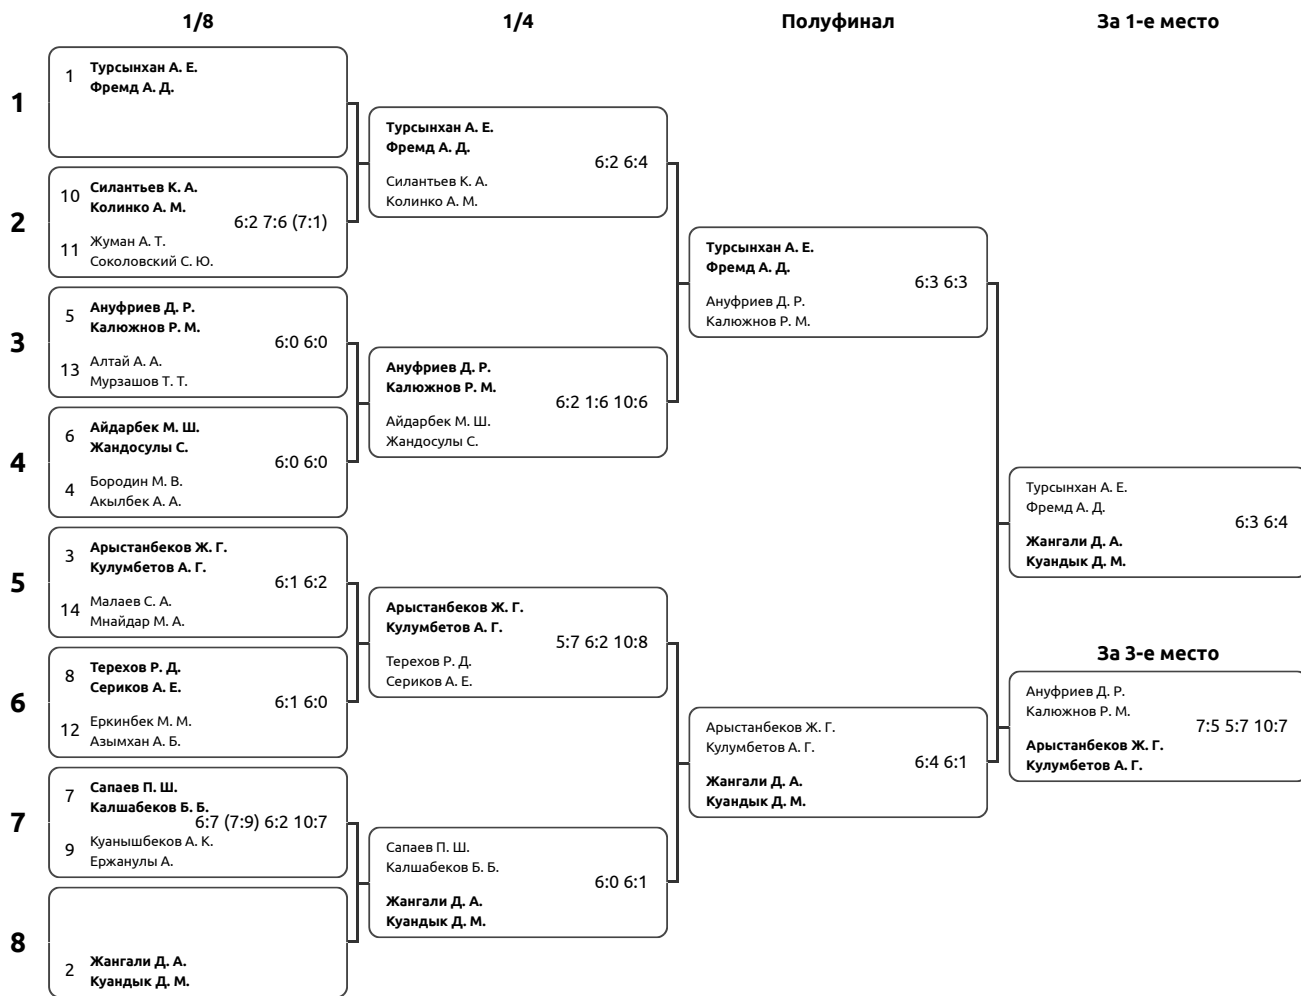 1/8
1/4
Полуфинал
За 1-е место
1
1
Турсынхан А. Е.
Фремд А. Д.
2
10
Силантьев К. А.
Колинко А. М.
6:2 7:6 (7:1)
11
Жуман А. Т.
Соколовский С. Ю.
3
5
Ануфриев Д. Р.
Калюжнов Р. М.
6:0 6:0
13
Алтай А. А.
Мурзашов Т. Т.
4
6
Айдарбек М. Ш.
Жандосулы С.
6:0 6:0
4
Бородин М. В.
Акылбек А. А.
5
3
Арыстанбеков Ж. Г.
Кулумбетов А. Г.
6:1 6:2
14
Малаев С. А.
Мнайдар М. А.
6
8
Терехов Р. Д.
Сериков А. Е.
6:1 6:0
12
Еркинбек М. М.
Азымхан А. Б.
7
7
Сапаев П. Ш.
Калшабеков Б. Б.
6:7 (7:9) 6:2 10:7
9
Куанышбеков А. К.
Ержанулы А.
8
2
Жангали Д. А.
Куандык Д. М.
Турсынхан А. Е.
Фремд А. Д.
6:2 6:4
Силантьев К. А.
Колинко А. М.
Ануфриев Д. Р.
Калюжнов Р. М.
6:2 1:6 10:6
Айдарбек М. Ш.
Жандосулы С.
Арыстанбеков Ж. Г.
Кулумбетов А. Г.
5:7 6:2 10:8
Терехов Р. Д.
Сериков А. Е.
Сапаев П. Ш.
Калшабеков Б. Б.
6:0 6:1
Жангали Д. А.
Куандык Д. М.
Турсынхан А. Е.
Фремд А. Д.
6:3 6:3
Ануфриев Д. Р.
Калюжнов Р. М.
Арыстанбеков Ж. Г.
Кулумбетов А. Г.
6:4 6:1
Жангали Д. А.
Куандык Д. М.
Турсынхан А. Е.
Фремд А. Д.
6:3 6:4
Жангали Д. А.
Куандык Д. М.
За 3-е место
Ануфриев Д. Р.
Калюжнов Р. М.
7:5 5:7 10:7
Арыстанбеков Ж. Г.
Кулумбетов А. Г.